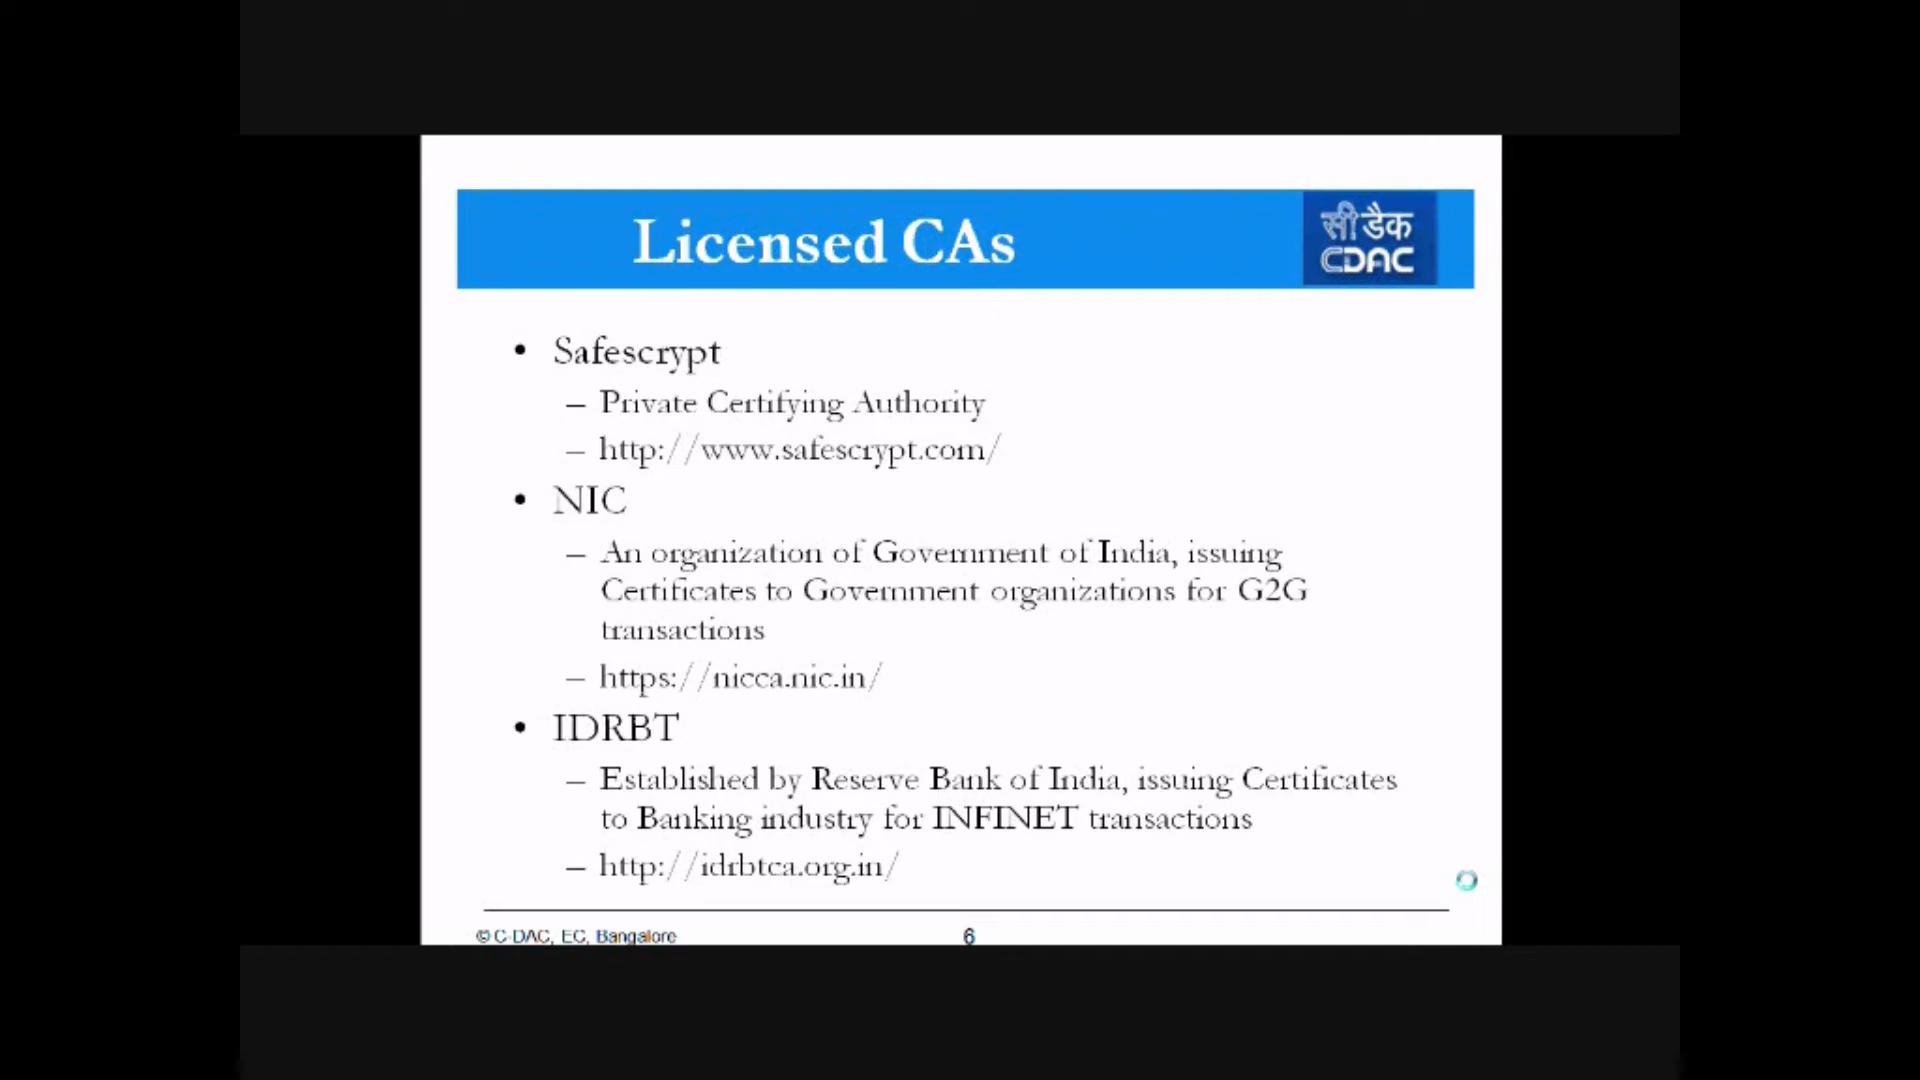 Licensed CAs
सी डैक
CDAC
• Safescrypt
– Private Certifying Authority
– http://www.safescrypt.com/
• NIC
– An organization of Government of India, issuing
Certificates to Government organizations for G2G
transactions
– https://nicca.nic.in/
• IDRBT
– Established by Reserve Bank of India, issuing Certificates
to Banking industry for INFINET transactions
– http://idrbtca.org.in/
© C-DAC, EC, Bangalore
6